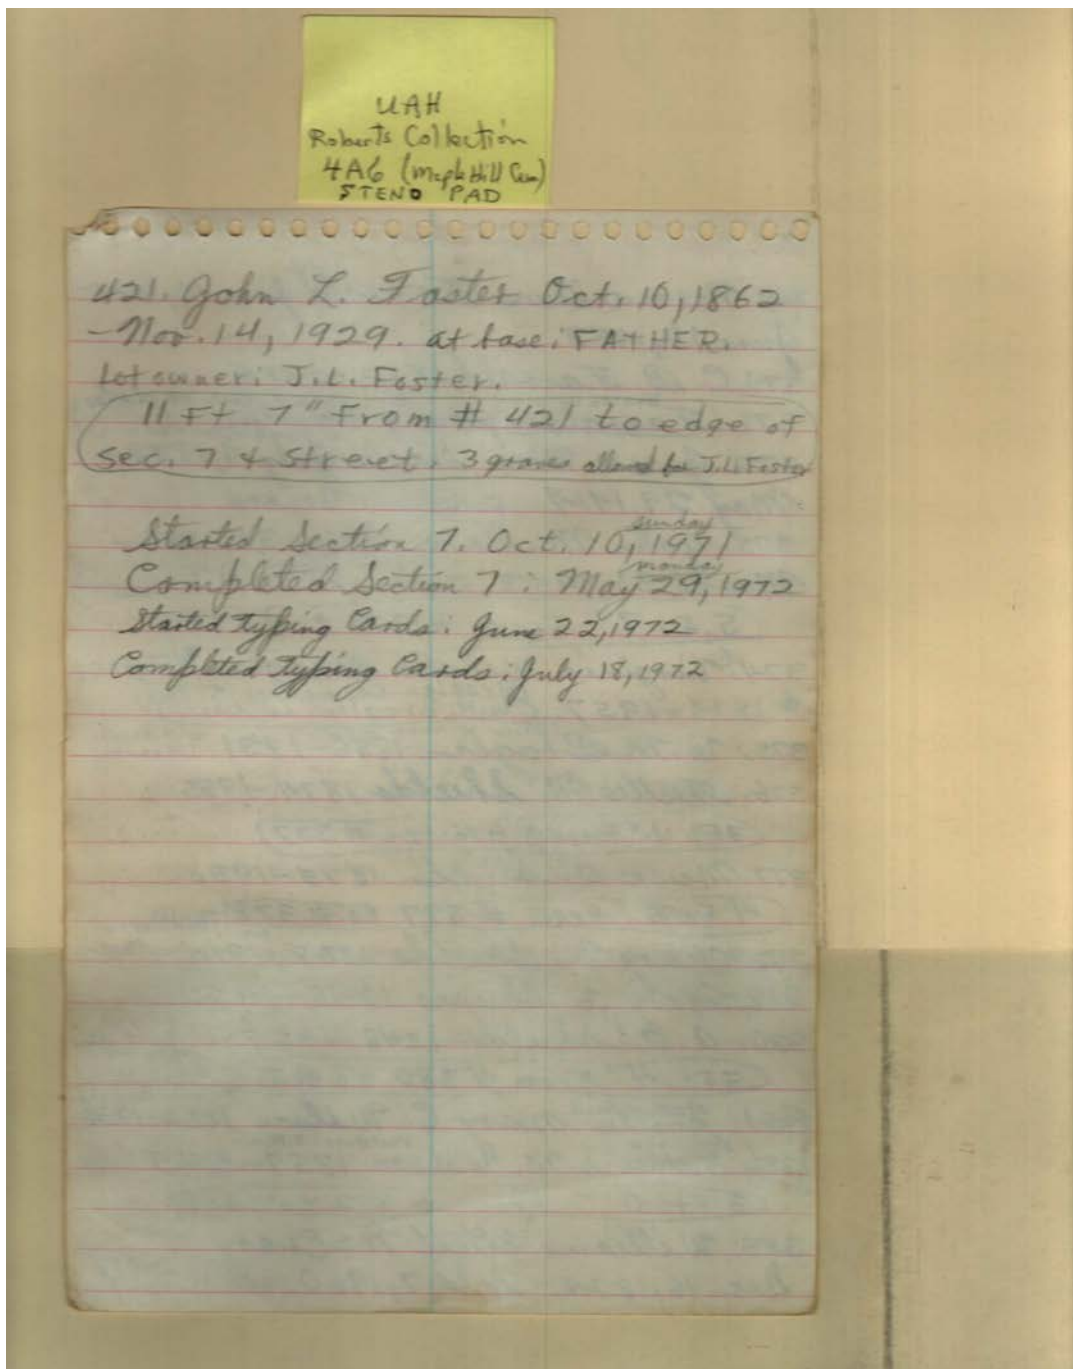 UAH
Roberts Collection
4A6 (Maple Hill Cem)
STENO PAD
421. John L. Foster Oct. 10, 1862
- Nov. 14, 1929. at base: FATHER.
Lot owner: J.L. Foster.
11 Ft 7" From # 421 to edge of
Sec. 7 & Street. 3 graves allowed for J.L. Foster
Sunday
Started Section 7. Oct. 10, 1971
Monday
Completed Section 7: May 29, 1972
Started typing Cards: June 22, 1972
Completed typing Cards: July 18, 1972